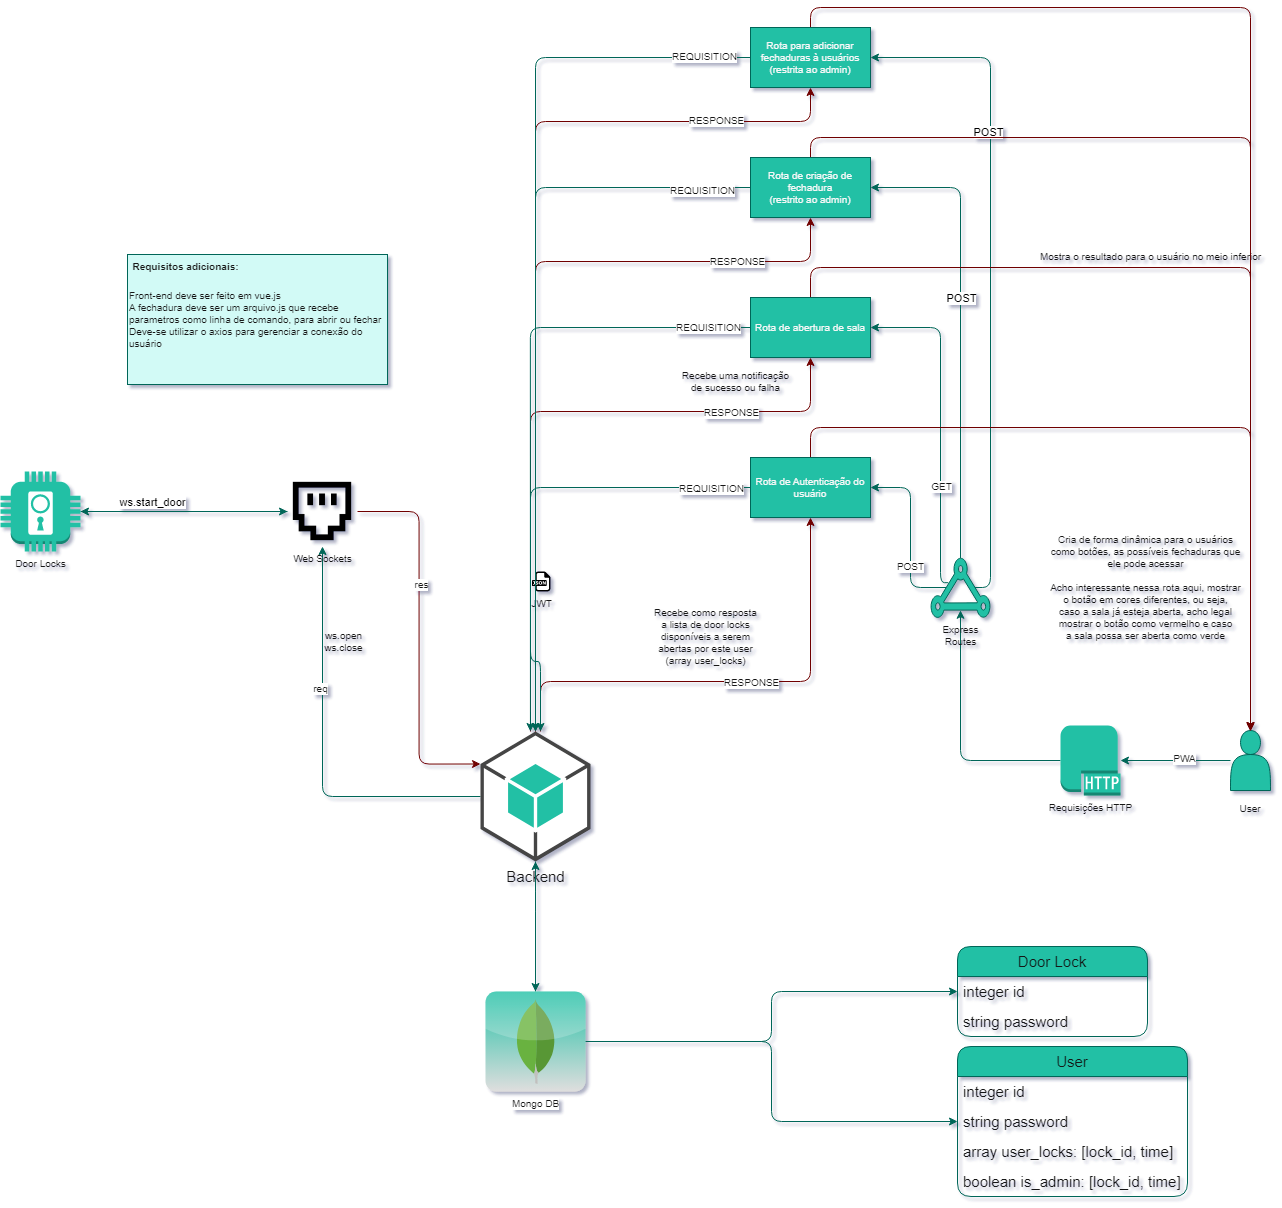 REQUISITION
Rota para adicionar
fechaduras à usuários
(restrita ao admin)
RESPONSE
POST
REQUISITION
Rota de criação de
fechadura
(restrito ao admin)
RESPONSE
Mostra o resultado para o usuário no meio inferior
Requisitos adicionais:
Front-end deve ser feito em vue.js
A fechadura deve ser um arquivo.js que recebe
parametros como linha de comando, para abrir ou fechar
Deve-se utilizar o axios para gerenciar a conexão do
usuário
POST
REQUISITION
Rota de abertura de sala
Recebe uma notificação
de sucesso ou falha
RESPONSE
REQUISITION
Rota de Autenticação do
usuário
GET
ws.start_door
Door Locks
Web Sockets
res
JSON
JWT
POST
Cria de forma dinâmica para o usuários
como botões, as possíveis fechaduras que
ele pode acessar
Acho interessante nessa rota aqui, mostrar
o botão em cores diferentes, ou seja,
caso a sala já esteja aberta, acho legal
mostrar o botão como vermelho e caso
a sala possa ser aberta como verde
Recebe como resposta
a lista de door locks
disponíveis a serem
abertas por este user
(array user_locks)
Express
Routes
ws.open
ws.close
req
RESPONSE
PWA
HTTP
Requisições HTTP
User
Backend
Mongo DB
Door Lock
integer id
string password
User
integer id
string password
array user_locks: [lock_id, time]
boolean is_admin: [lock_id, time]